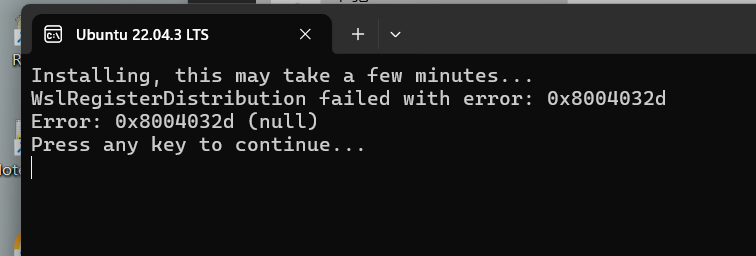 Ubuntu 22.04.3 LTS
Installing, this may take a few minutes...
WslRegisterDistribution failed with error: 0x8004032d
Error: 0x8004032d (null)
Press any key to continue...